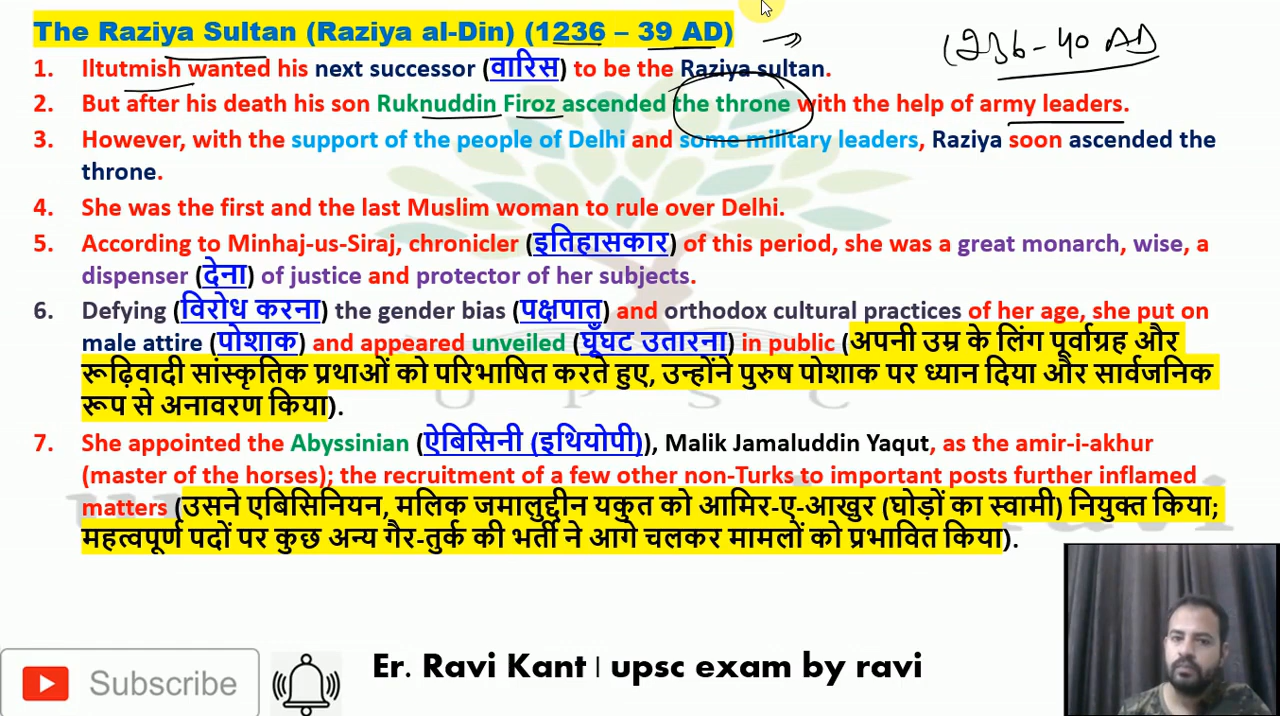 The Raziya Sultan (Raziya al-Din) (1236 – 39 AD)
(1236-40 AD
1. Iltutmish wanted his next successor (वारिस) to be the Raziya sultan.
2. But after his death his son Ruknuddin Firoz ascended the throne with the help of army leaders.
3. However, with the support of the people of Delhi and some military leaders, Raziya soon ascended the
throne.
4. She was the first and the last Muslim woman to rule over Delhi.
5. According to Minhaj-us-Siraj, chronicler (इतिहासकार) of this period, she was a great monarch, wise, a
dispenser (देना) of justice and protector of her subjects.
6. Defying (विरोध करना) the gender bias (पक्षपात) and orthodox cultural practices of her age, she put on
male attire (पोशाक) and appeared unveiled (घूँघट उतारना) in public (अपनी उम्र के लिंग पूर्वाग्रह और
रूढ़िवादी सांस्कृतिक प्रथाओं को परिभाषित करते हुए, उन्होंने पुरुष पोशाक पर ध्यान दिया और सार्वजनिक
रूप से अनावरण किया).
UPSC
7. She appointed the Abyssinian (ऐबिसिनी (इथियोपी)), Malik Jamaluddin Yaqut, as the amir-i-akhur
(master of the horses); the recruitment of a few other non-Turks to important posts further inflamed
matters (उसने एबिसिनियन, मलिक जमालुद्दीन यकुत को आमिर-ए-आखुर (घोड़ों का स्वामी) नियुक्त किया;
महत्वपूर्ण पदों पर कुछ अन्य गैर-तुर्क की भर्ती ने आगे चलकर मामलों को प्रभावित किया).
Subscribe
Er. Ravi Kant | upsc exam by ravi